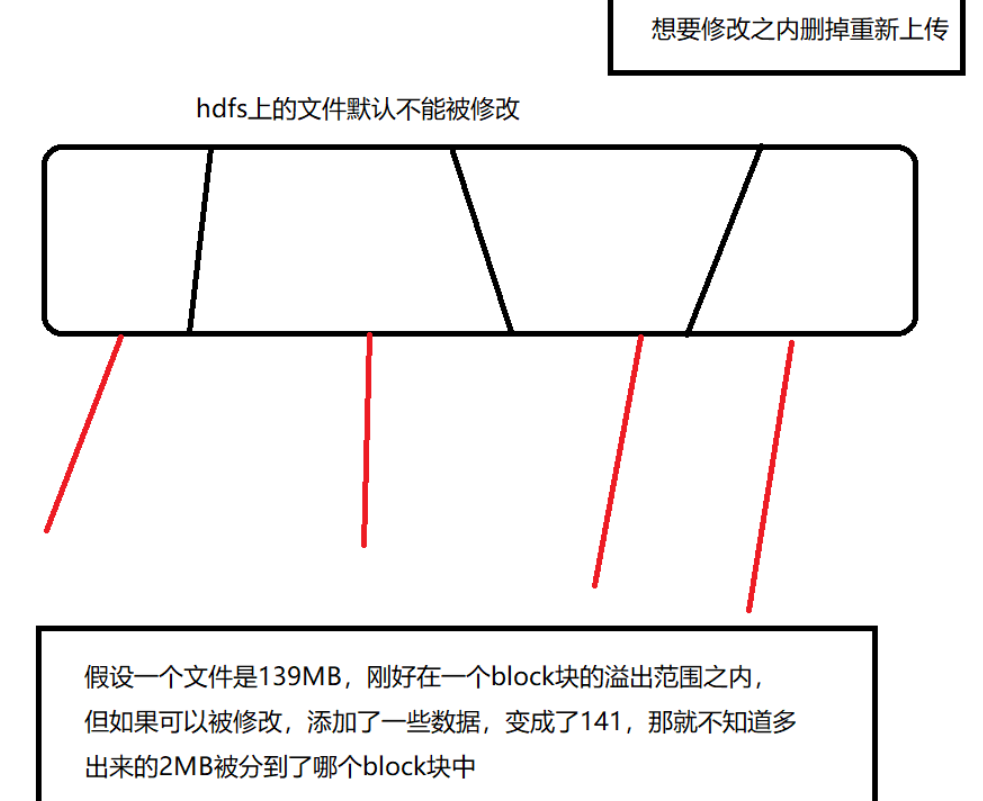 想要修改之内删掉重新上传
hdfs上的文件默认不能被修改
假设一个文件是139MB，刚好在一个block块的溢出范围之内，
但如果可以被修改，添加了一些数据，变成了141，那就不知道多
出来的2MB被分到了哪个block块中